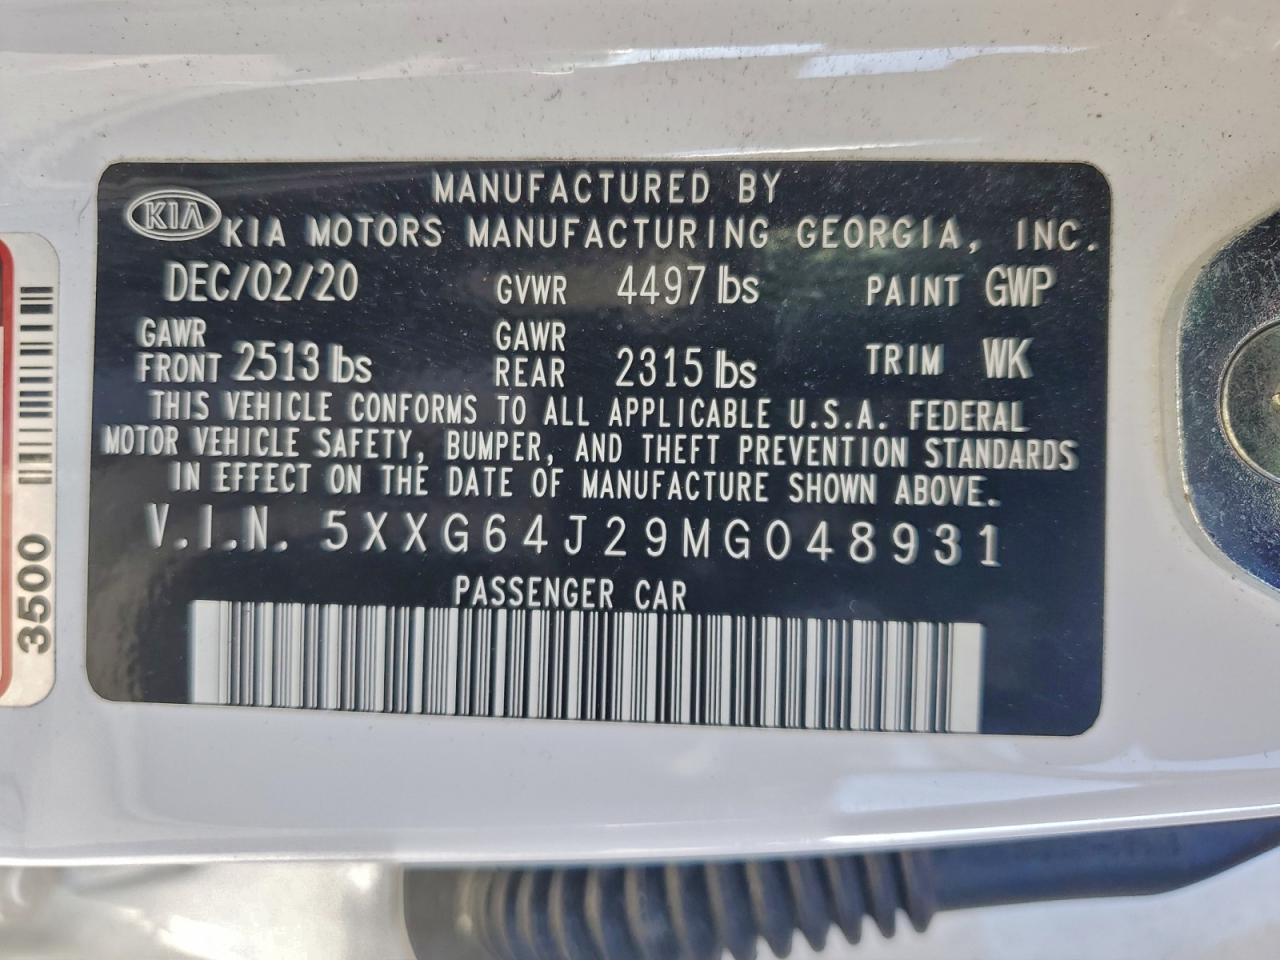 MANUFACTURED BY
KIA KIA MOTORS MANUFACTURING GEORGIA, INC.
DEC/02/20 GVWR 4497 lbs PAINT GWP
GAWR FRONT 2513 lbs GAWR REAR 2315 lbs TRIM WK
THIS VEHICLE CONFORMS TO ALL APPLICABLE U.S.A. FEDERAL
MOTOR VEHICLE SAFETY, BUMPER, AND THEFT PREVENTION STANDARDS
IN EFFECT ON THE DATE OF MANUFACTURE SHOWN ABOVE.
V.I.N. 5XXG64J29MG048931
PASSENGER CAR
3500